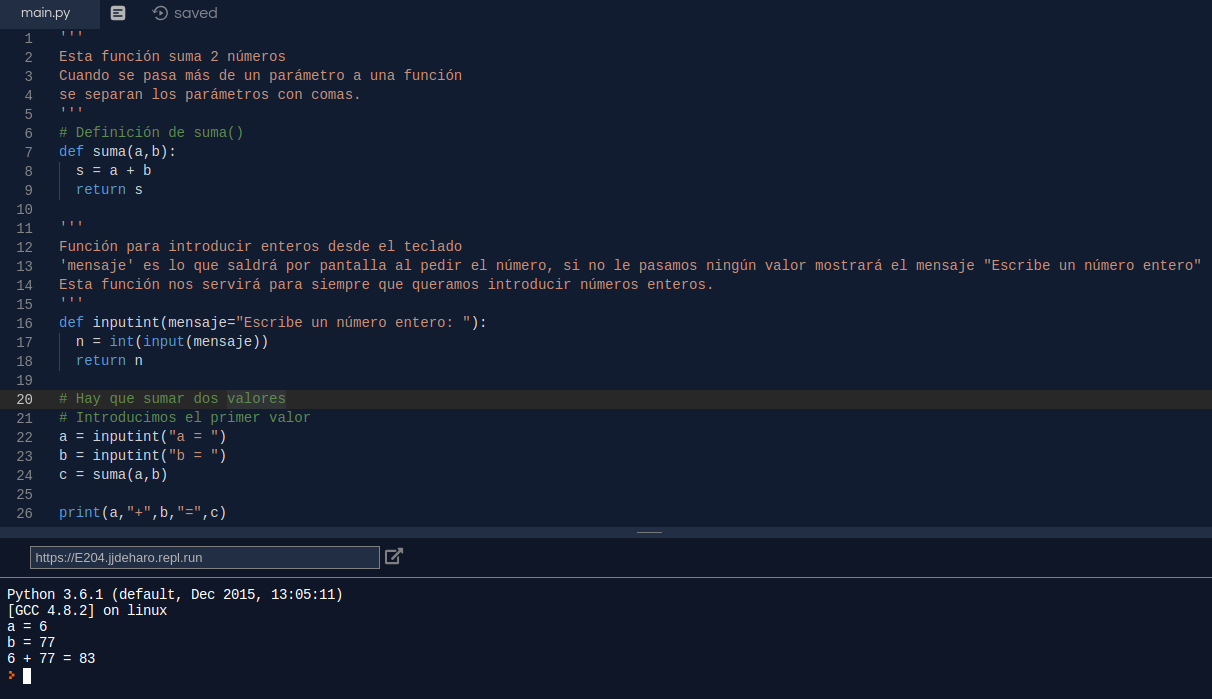 main.py saved
1 '''
2 Esta función suma 2 números
3 Cuando se pasa más de un parámetro a una función
4 se separan los parámetros con comas.
5 '''
6 # Definición de suma()
7 def suma(a,b):
8   s = a + b
9   return s
10
11 '''
12 Función para introducir enteros desde el teclado
13 'mensaje' es lo que saldrá por pantalla al pedir el número, si no le pasamos ningún valor mostrará el mensaje "Escribe un número entero"
14 Esta función nos servirá para siempre que queramos introducir números enteros.
15 '''
16 def inputint(mensaje="Escribe un número entero: "):
17   n = int(input(mensaje))
18   return n
19
20 # Hay que sumar dos valores
21 # Introducimos el primer valor
22 a = inputint("a = ")
23 b = inputint("b = ")
24 c = suma(a,b)
25
26 print(a,"+",b,"=",c)
https://E204.jjdeharo.repl.run
Python 3.6.1 (default, Dec 2015, 13:05:11)
[GCC 4.8.2] on linux
a = 6
b = 77
6 + 77 = 83